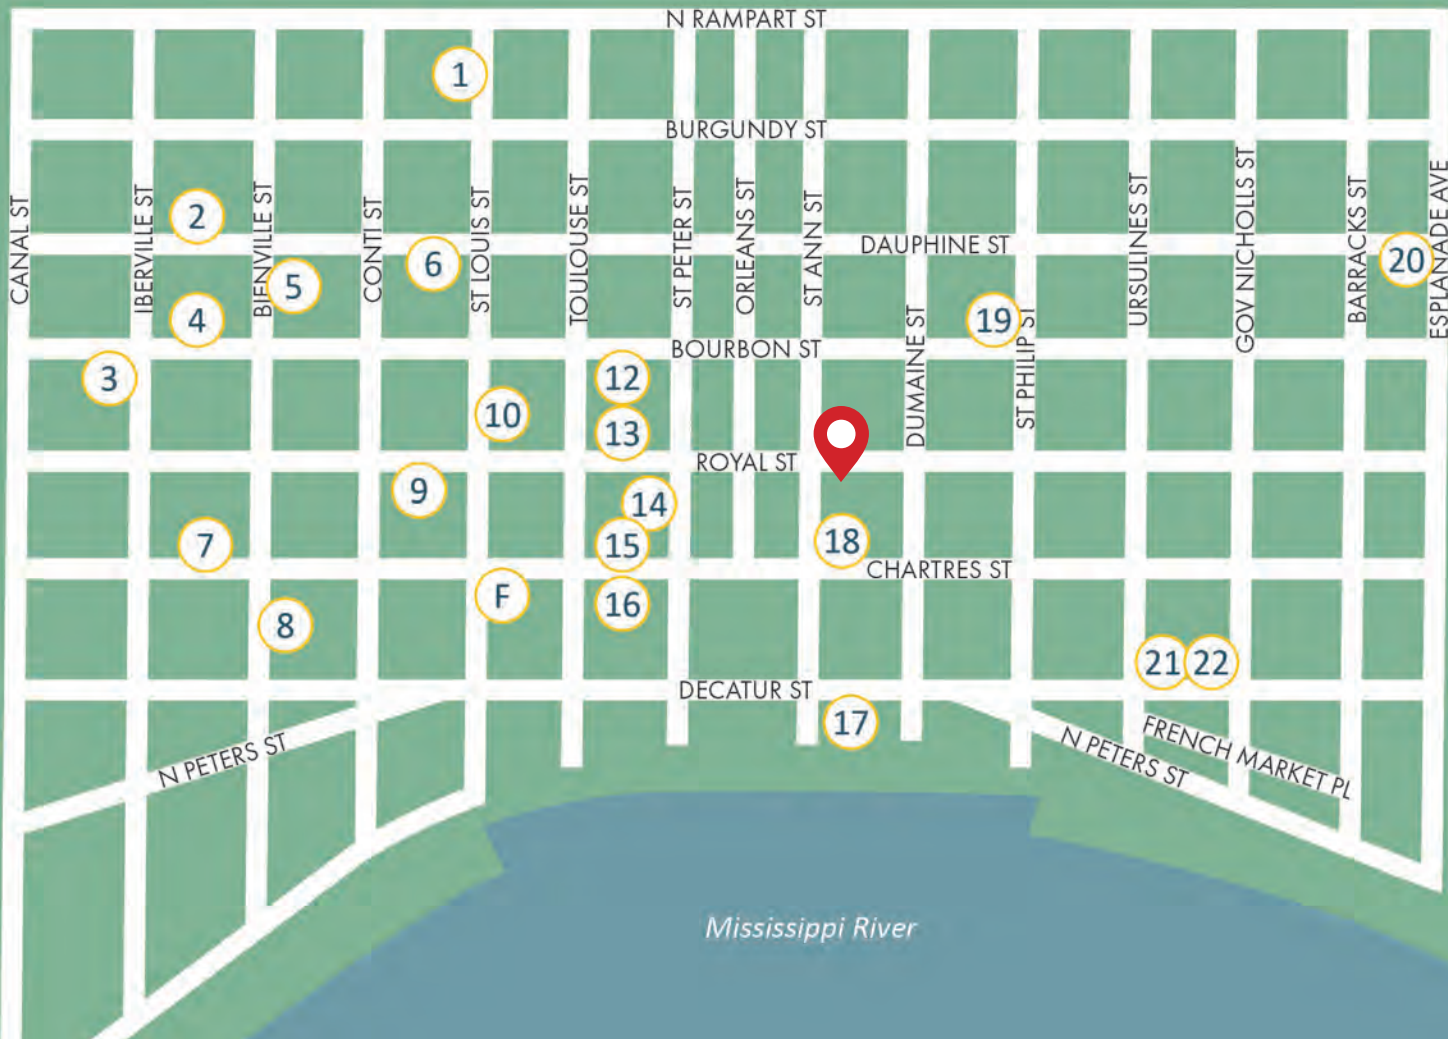 N RAMPART ST
1
BURGUNDY ST
CANAL ST
IBERVILLE ST
2
BIENVILLE ST
CONTI ST
ST LOUIS ST
TOULOUSE ST
ST PETER ST
ORLEANS ST
ST ANN ST
DAUPHINE ST
URSULINES ST
GOV NICHOLLS ST
BARRACKS ST
ESPLANADE AVE
20
6
5
4
19
DUMAINE ST
ST PHILIP ST
BOURBON ST
3
12
10
13
ROYAL ST
9
14
7
15
18
CHARTRES ST
F
16
8
21
22
DECATUR ST
17
N PETERS ST
N PETERS ST
FRENCH MARKET PL
Mississippi River